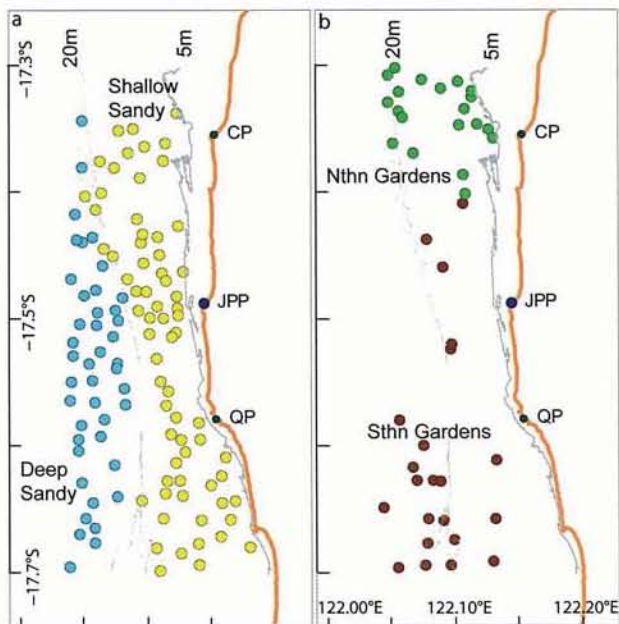 a
20m
5m
-17.3°S
Shallow
Sandy
CP
JPP
-17.5°S
QP
Deep
Sandy
-17.7°S
b
20m
5m
CP
Nthn Gardens
JPP
QP
Sthn Gardens
122.00°E
122.10°E
122.20°E